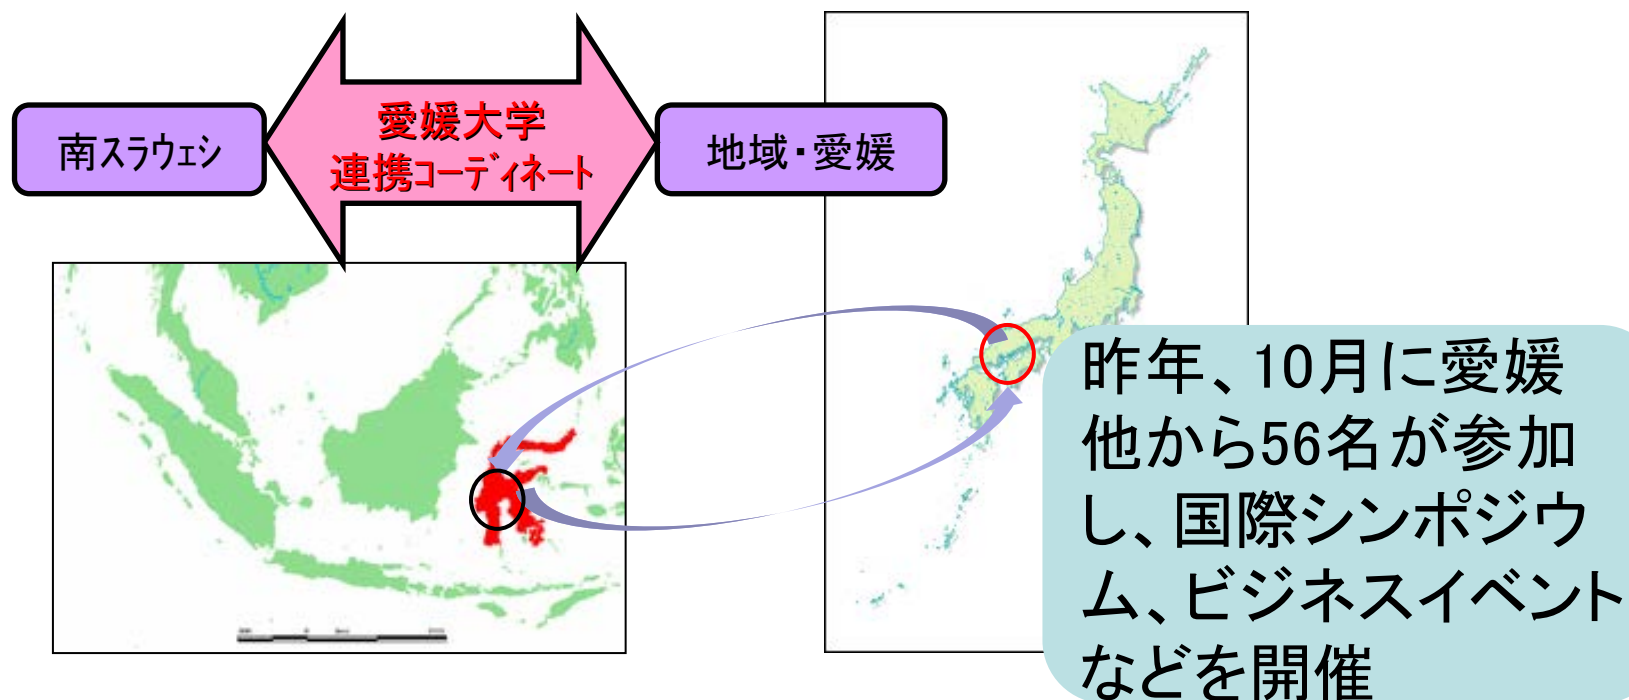 南スラウェシ
愛媛大学
連携コーディネート
地域・愛媛
昨年、10月に愛媛
他から56名が参加
し、国際シンポジウ
ム、ビジネスイベント
などを開催